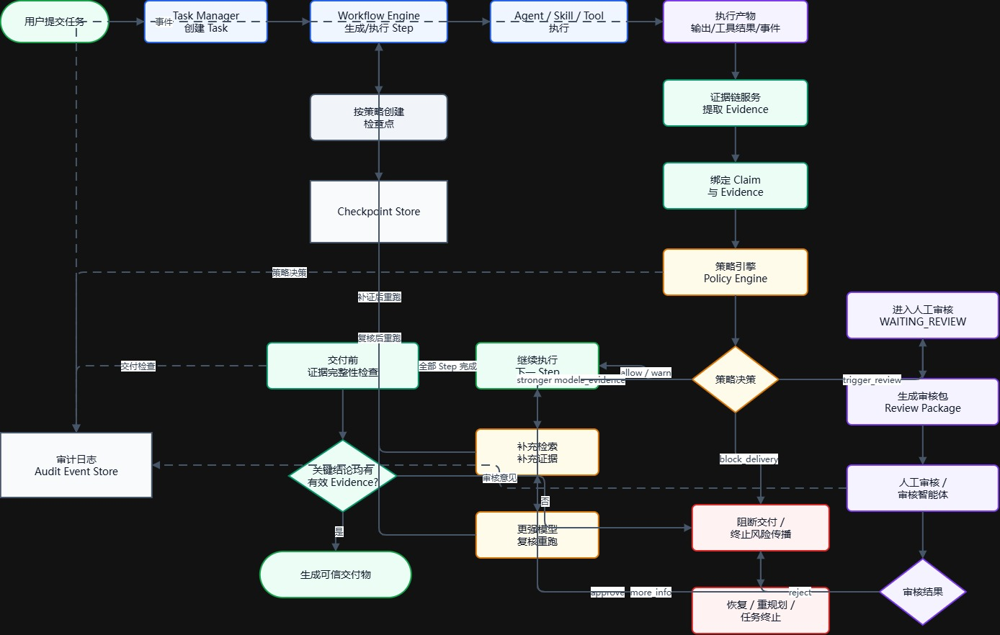 用户提交任务
事件
Task Manager
创建 Task
Workflow Engine
生成/执行 Step
Agent / Skill / Tool
执行
执行产物
输出/工具结果/事件
按策略创建
检查点
证据链服务
提取 Evidence
Checkpoint Store
绑定 Claim
与 Evidence
策略引擎
Policy Engine
策略决策
补证后重跑
复核后重跑
进入人工审核
WAITING_REVIEW
交付检查
交付前
证据完整性检查
全部 Step 完成
继续执行
下一 Step
allow / warn
stronger model
_evidence
策略决策
trigger_review
生成审核包
Review Package
审计日志
Audit Event Store
关键结论均有
有效 Evidence?
补充检索
补充证据
block_delivery
审核意见
人工审核 /
审核智能体
否
是
更强模型
复核重跑
阻断交付 /
终止风险传播
生成可信交付物
approve
more_info
reject
恢复 / 重规划 /
任务终止
审核结果